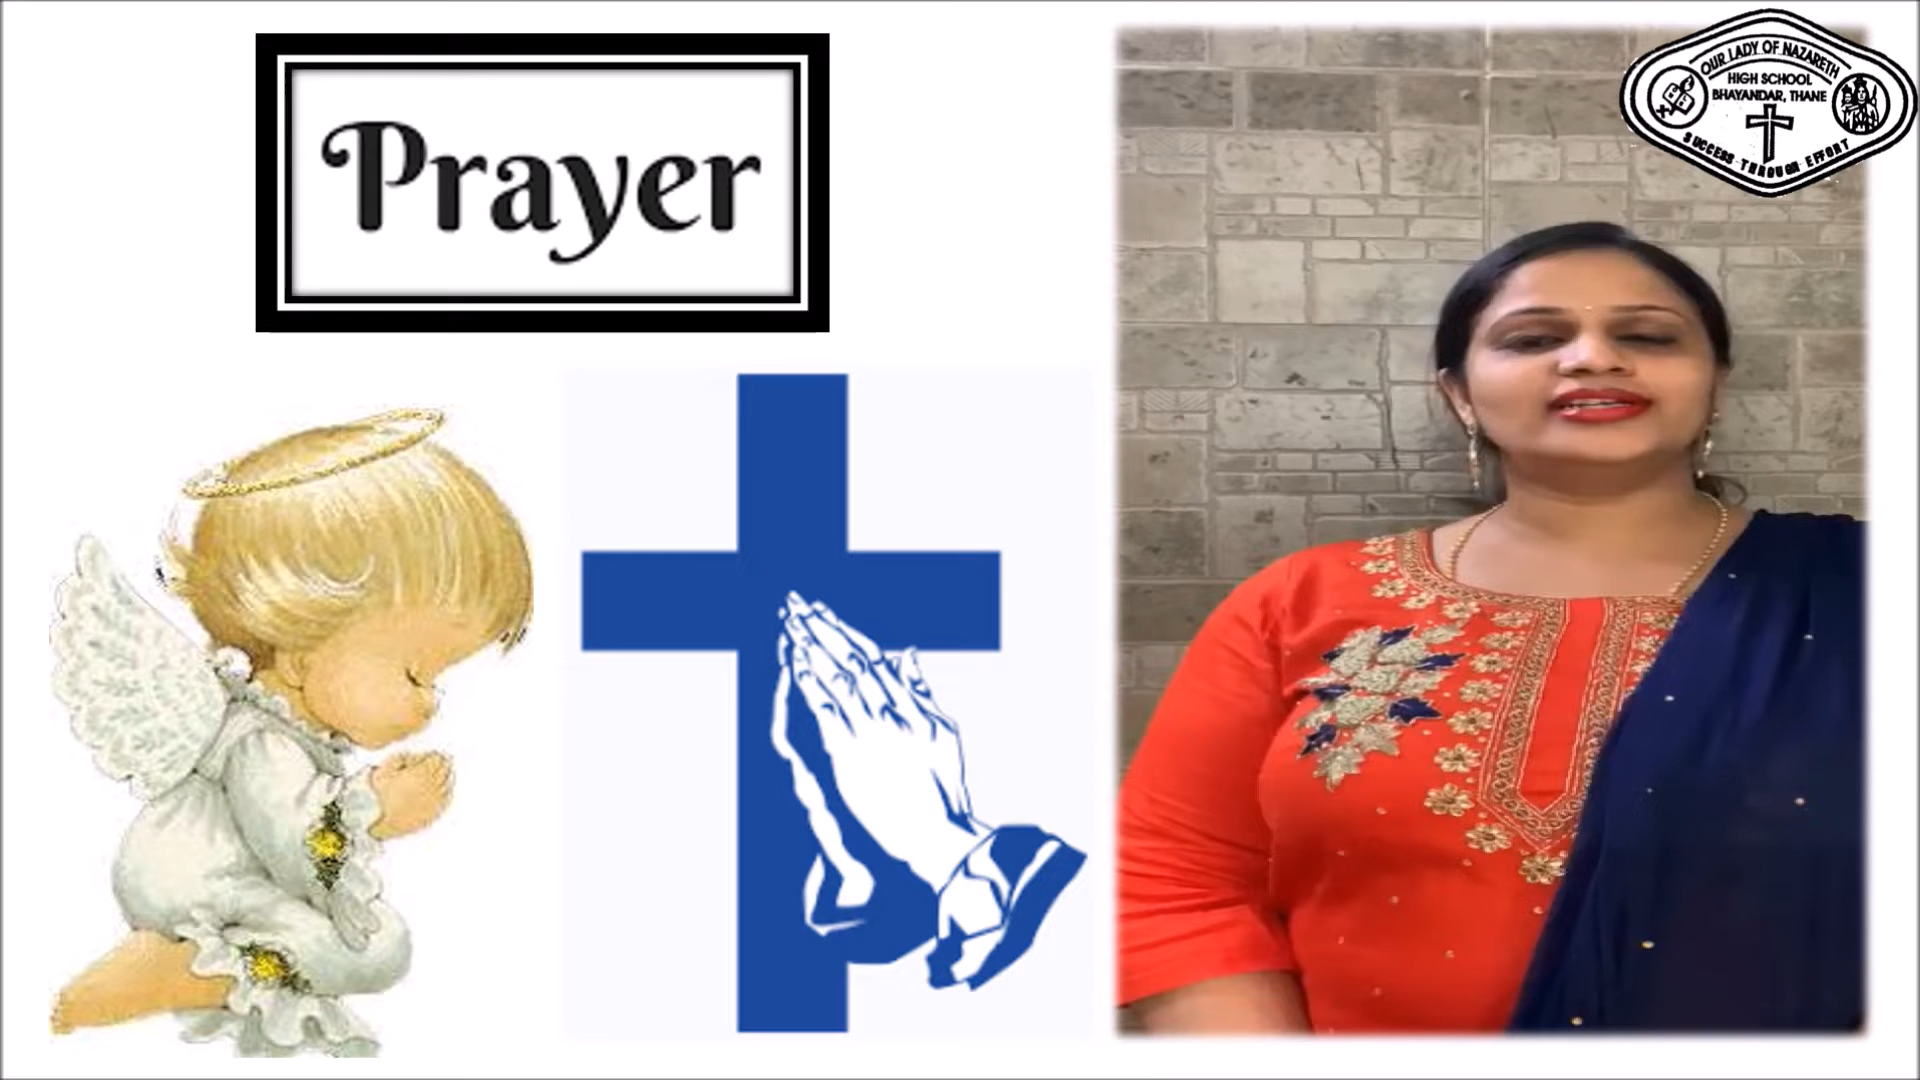 Prayer
OUR LADY OF NAZARETH
HIGH SCHOOL
BHAYANDAR, THANE
SUCCESS THROUGH EFFORT